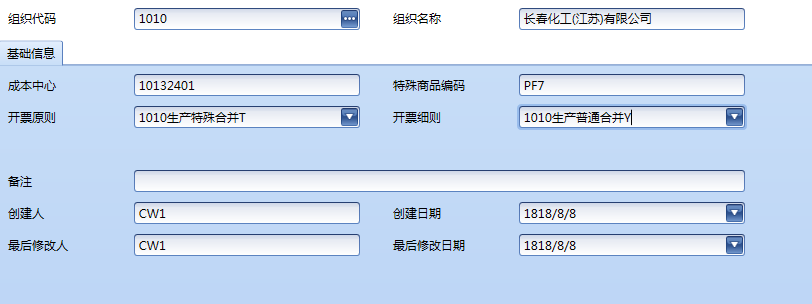 组织代码 1010 组织名称 长春化工(江苏)有限公司
基础信息
成本中心 10132401 特殊商品编码 PF7
开票原则 1010生产特殊合并T 开票细则 1010生产普通合并Y
备注
创建人 CW1 创建日期 1818/8/8
最后修改人 CW1 最后修改日期 1818/8/8